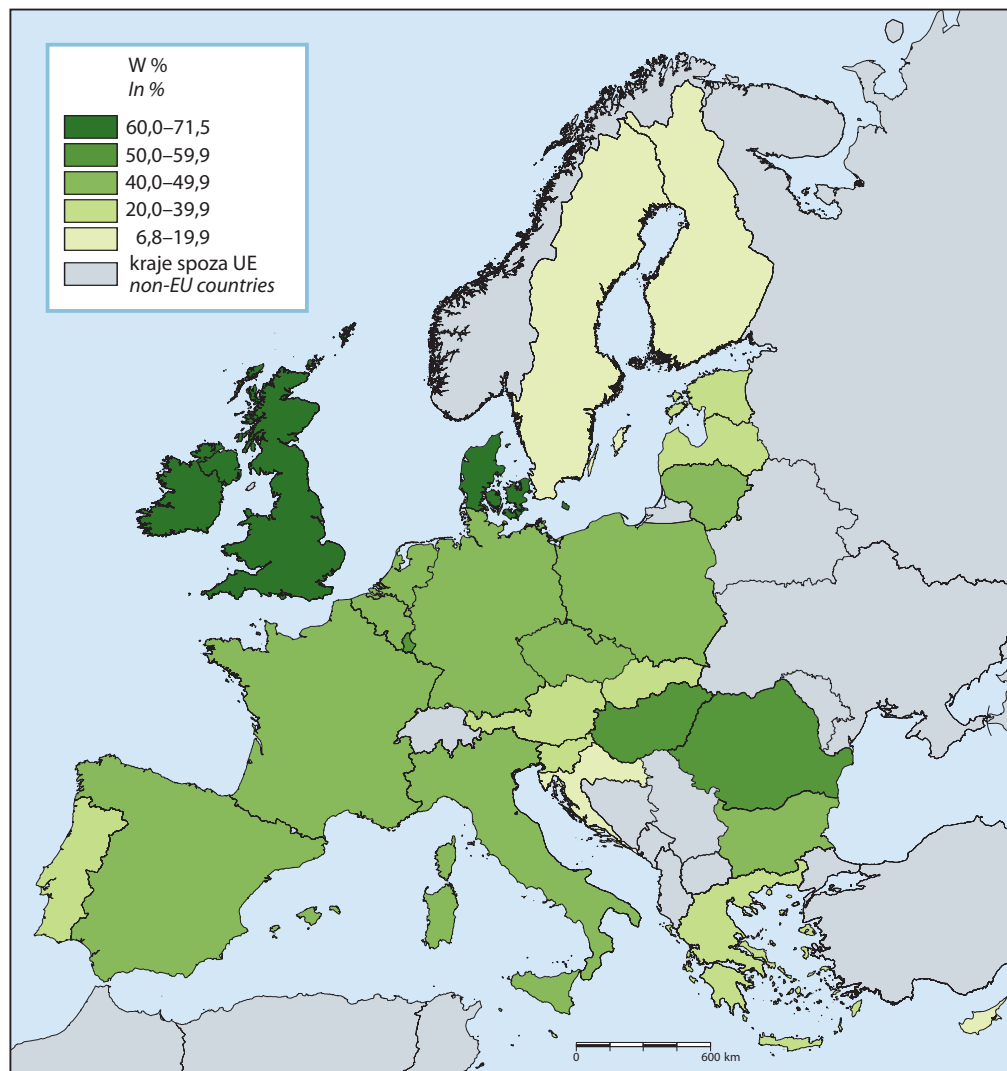 W %
In %
60,0–71,5
50,0–59,9
40,0–49,9
20,0–39,9
6,8–19,9
kraje spoza UE
non-EU countries
0 600 km